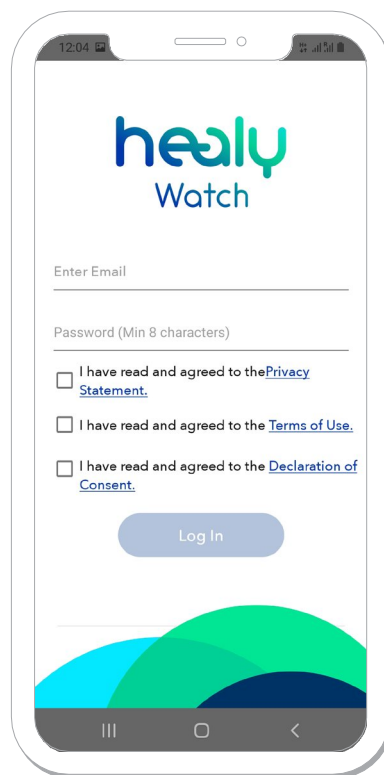 12:04
healy
Watch
Enter Email
Password (Min 8 characters)
I have read and agreed to thePrivacy
Statement.
I have read and agreed to the Terms of Use.
I have read and agreed to the Declaration of
Consent.
Log In